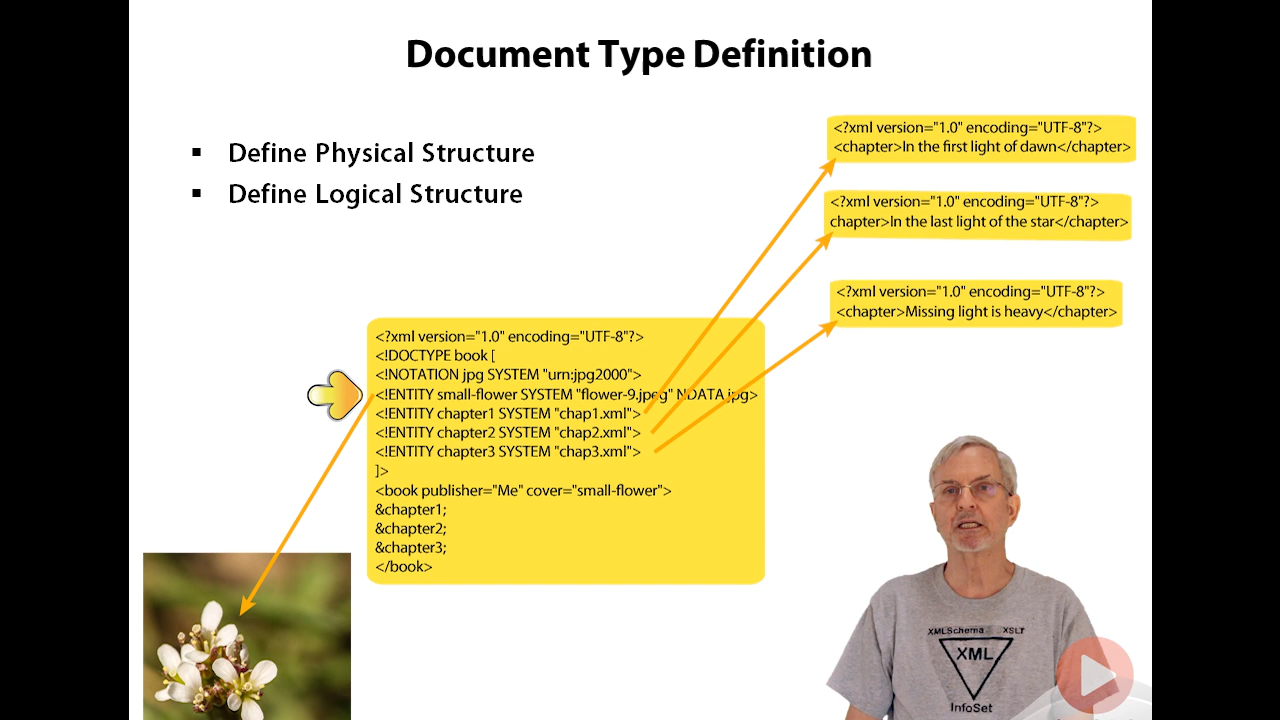 Document Type Definition
▪ Define Physical Structure
▪ Define Logical Structure
<?xml version="1.0" encoding="UTF-8"?>
<chapter>In the first light of dawn</chapter>
<?xml version="1.0" encoding="UTF-8"?>
chapter>In the last light of the star</chapter>
<?xml version="1.0" encoding="UTF-8"?>
<chapter>Missing light is heavy</chapter>
<?xml version="1.0" encoding="UTF-8"?>
<!DOCTYPE book [
<!NOTATION jpg SYSTEM "urn:jpg2000">
<!ENTITY small-flower SYSTEM "flower-9.jpeg" NDATA jpg>
<!ENTITY chapter1 SYSTEM "chap1.xml">
<!ENTITY chapter2 SYSTEM "chap2.xml">
<!ENTITY chapter3 SYSTEM "chap3.xml">
]>
<book publisher="Me" cover="small-flower">
&chapter1;
&chapter2;
&chapter3;
</book>
XMLSchema XSLT
XML
InfoSet